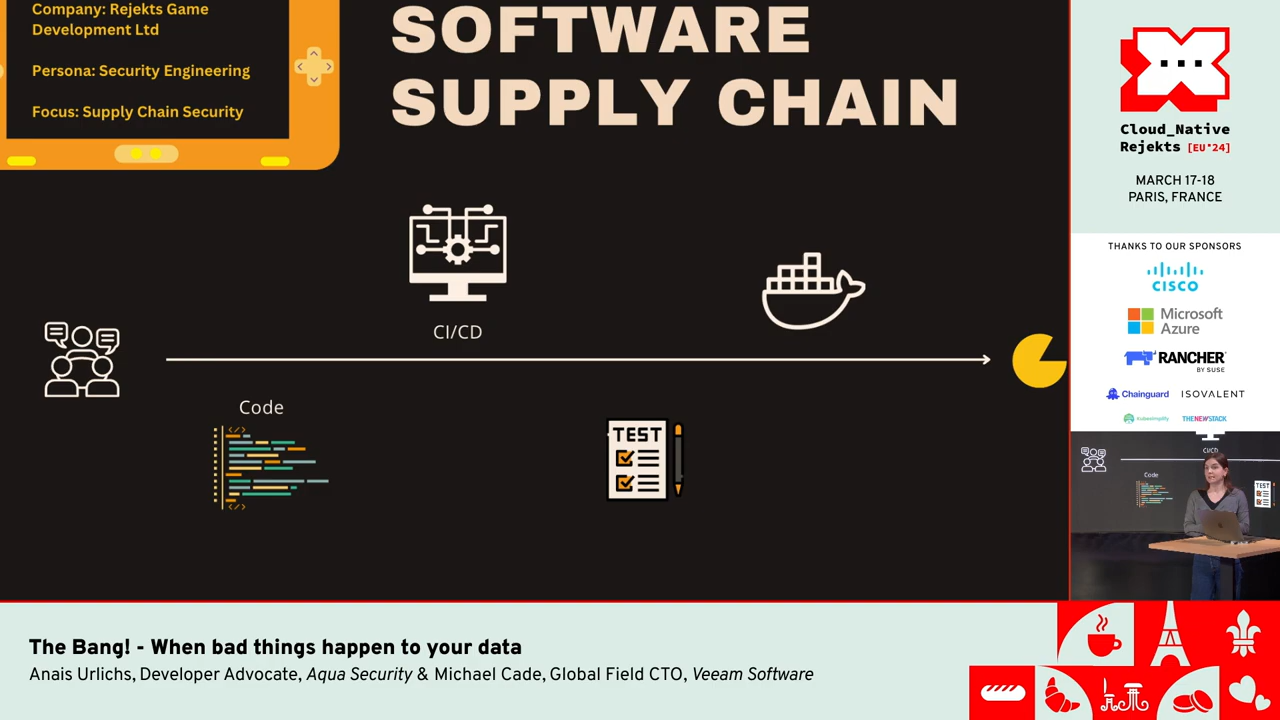 Company: Rejekts Game
Development Ltd
Persona: Security Engineering
Focus: Supply Chain Security
SOFTWARE
SUPPLY CHAIN
CI/CD
Code
</>
</>
TEST
Cloud_Native
Rejekts [EU*24]
MARCH 17-18
PARIS, FRANCE
THANKS TO OUR SPONSORS
CISCO
Microsoft
Azure
RANCHER
BY SUSE
Chainguard ISOVALENT
kubesimplify THENEWSTACK
CI/CD
Code
TEST
The Bang! - When bad things happen to your data
Anais Urlichs, Developer Advocate, Aqua Security & Michael Cade, Global Field CTO, Veeam Software